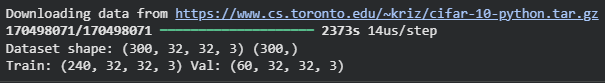 Downloading data from https://www.cs.toronto.edu/~kriz/cifar-10-python.tar.gz
170498071/170498071 ━━━━━━━━━━━━━━━━━━━━ 2373s 14us/step
Dataset shape: (300, 32, 32, 3) (300,)
Train: (240, 32, 32, 3) Val: (60, 32, 32, 3)